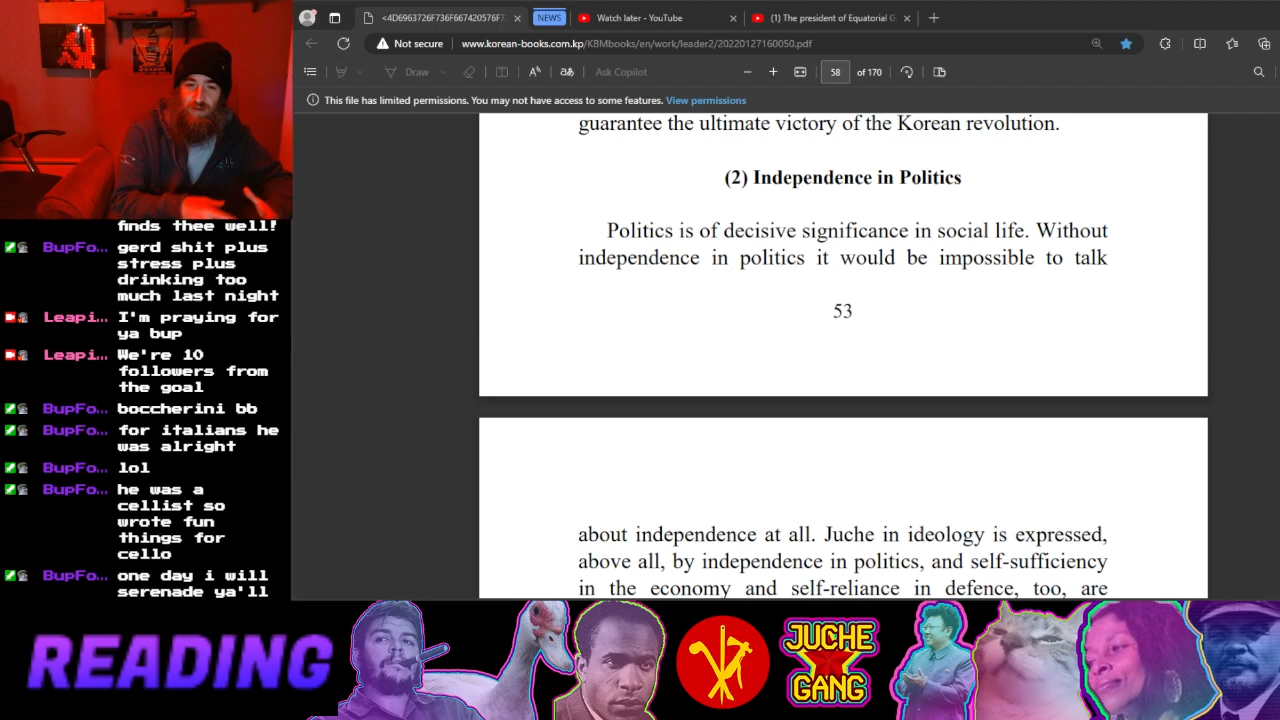 <4D6963726F736F667420576F7
NEWS
Watch later - YouTube
(1) The president of Equatorial G
Not secure
www.korean-books.com.kp/KBMbooks/en/work/leader2/20220127160050.pdf
Draw
Ask Copilot
58
of 170
This file has limited permissions. You may not have access to some features. View permissions
guarantee the ultimate victory of the Korean revolution.
(2) Independence in Politics
Politics is of decisive significance in social life. Without
independence in politics it would be impossible to talk
53
about independence at all. Juche in ideology is expressed,
above all, by independence in politics, and self-sufficiency
in the economy and self-reliance in defence, too, are
finds thee well!
BupFo... gerd shit plus
stress plus
drinking too
much last night
Leapi... I'm praying for
ya bup
Leapi... We're 10
followers from
the goal
BupFo... boccherini bb
BupFo... for italians he
was alright
BupFo... lol
BupFo... he was a
cellist so
wrote fun
things for
cello
BupFo... one day i will
serenade ya'll
READING
JUCHE
GANG